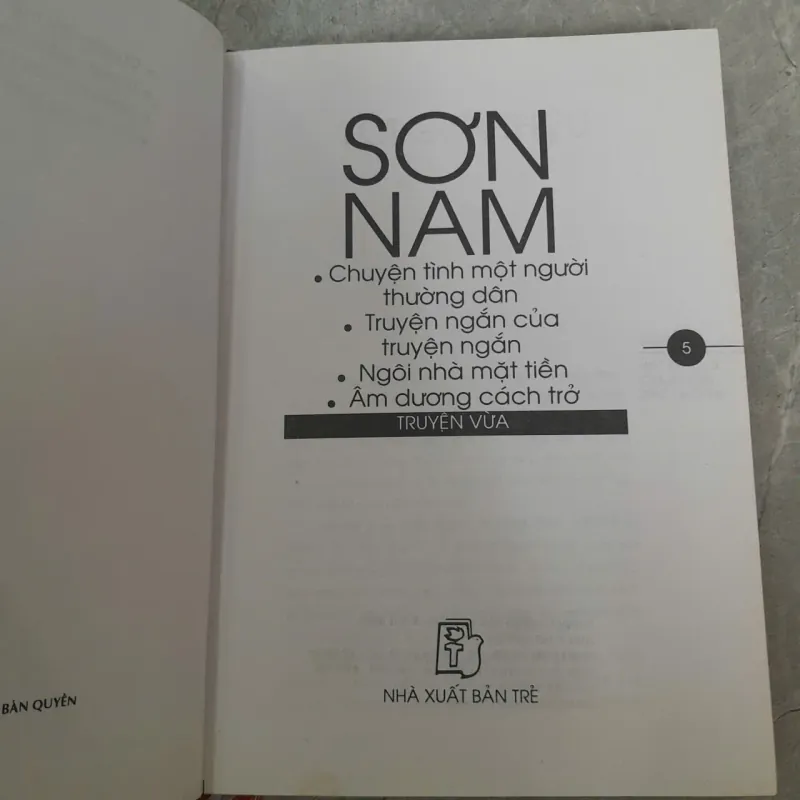 SƠN
NAM
• Chuyện tình một người
thường dân
• Truyện ngắn của
truyện ngắn
• Ngôi nhà mặt tiền
• Âm dương cách trở
TRUYỆN VỪA
5
NHÀ XUẤT BẢN TRẺ
BẢN QUYỀN